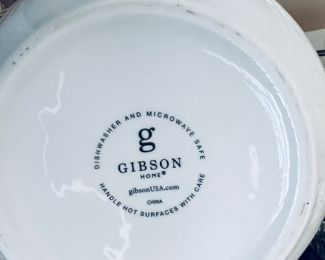 DISHWASHER AND MICROWAVE SAFE
g
GIBSON
HOME®
gibsonUSA.com
CHINA
HANDLE HOT SURFACES WITH CARE